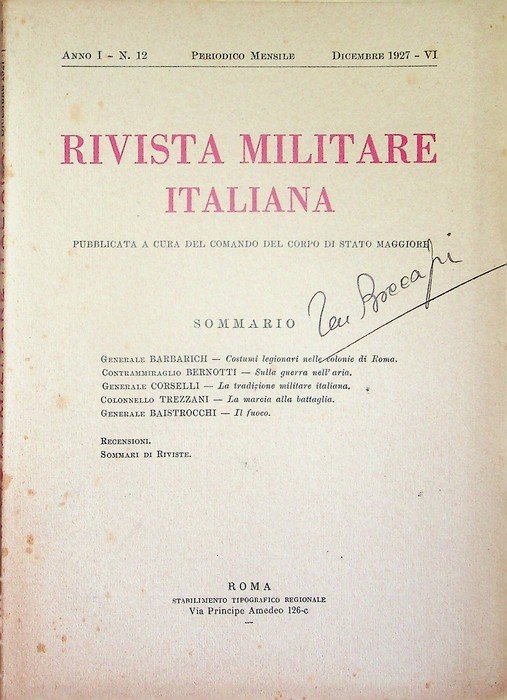 ANNO I - N. 12 PERIODICO MENSILE DICEMBRE 1927 - VI
RIVISTA MILITARE
ITALIANA
PUBBLICATA A CURA DEL COMANDO DEL CORPO DI STATO MAGGIORE
SOMMARIO
GENERALE BARBARICH — Costumi legionari nelle colonie di Roma.
CONTRAMMIRAGLIO BERNOTTI — Sulla guerra nell'aria.
GENERALE CORSELLI — La tradizione militare italiana.
COLONNELLO TREZZANI — La marcia alla battaglia.
GENERALE BAISTROCCHI — Il fuoco.
RECENSIONI.
SOMMARI DI RIVISTE.
ROMA
STABILIMENTO TIPOGRAFICO REGIONALE
Via Principe Amedeo 126-c